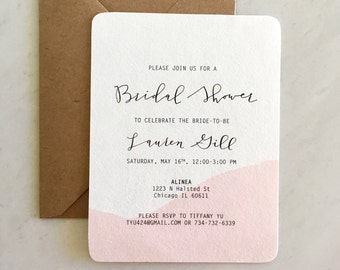 PLEASE JOIN US FOR A
Bridal Shower
TO CELEBRATE THE BRIDE-TO-BE
Lauren Gill
SATURDAY, MAY 16TH, 12:00-3:00 PM
ALINEA
1223 N Halsted St
Chicago IL 60611
PLEASE RSVP TO TIFFANY YU
TYU424@GMAIL.COM OR 734-732-6339